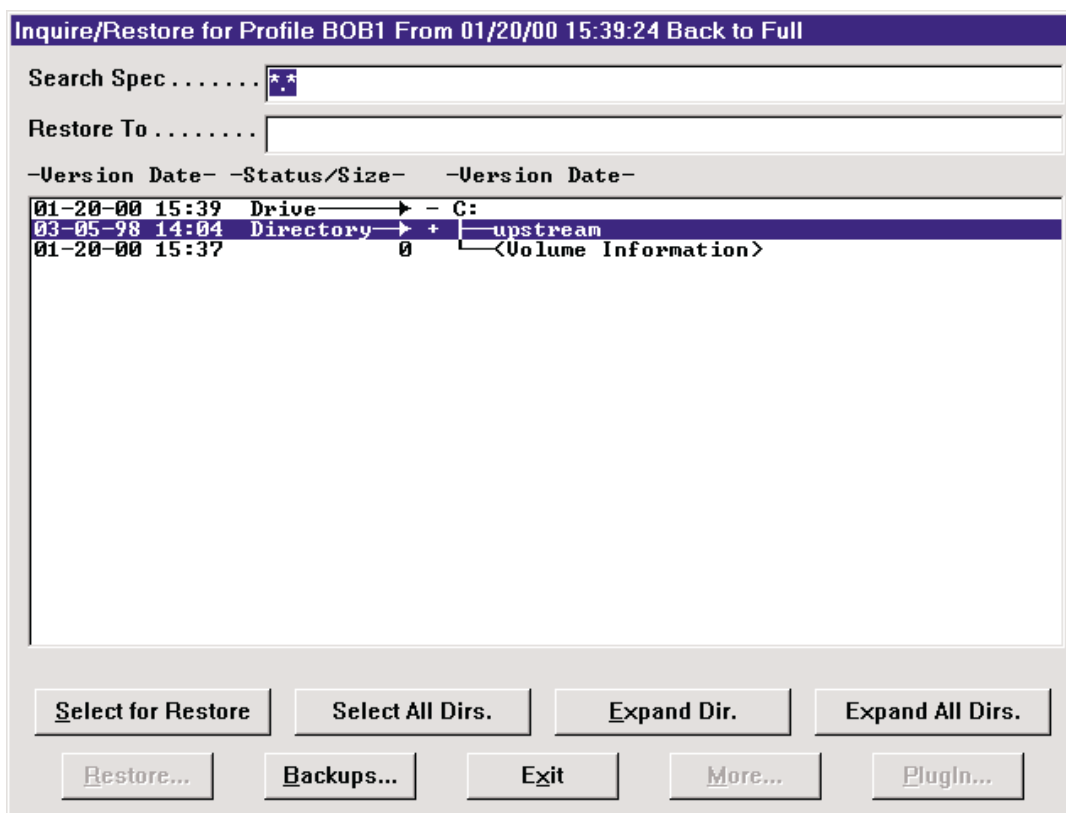 Inquire/Restore for Profile BOB1 From 01/20/00 15:39:24 Back to Full
Search Spec . . . . . . . *.*
Restore To . . . . . . . .
-Version Date- -Status/Size- -Version Date-
01-20-00 15:39 Drive - C:
03-05-98 14:04 Directory + upstream
01-20-00 15:37 0 <Volume Information>
Select for Restore Select All Dirs. Expand Dir. Expand All Dirs.
Restore... Backups... Exit More... PlugIn...